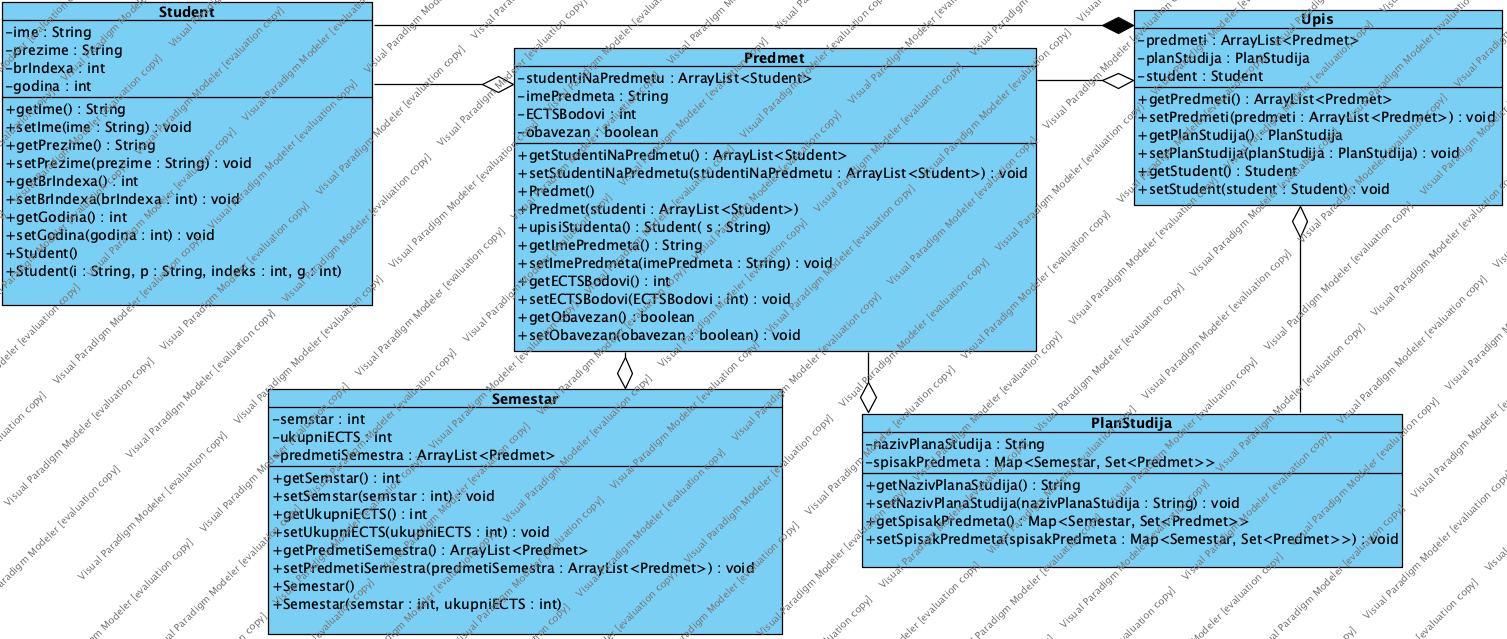 Student
-ime : String
-prezime : String
-brIndexa : int
-godina : int
+getIme() : String
+setIme(ime : String) : void
+getPrezime() : String
+setPrezime(prezime : String) : void
+getBrIndexa() : int
+setBrIndexa(brIndexa : int) : void
+getGodina() : int
+setGodina(godina : int) : void
+Student()
+Student(i : String, p : String, indeks : int, g : int)
Predmet
-studentiNaPredmetu : ArrayList<Student>
-imePredmeta : String
-ECTSBodovi : int
-obavezan : boolean
+getStudentiNaPredmetu() : ArrayList<Student>
+setStudentiNaPredmetu(studentiNaPredmetu : ArrayList<Student>) : void
+Predmet()
+Predmet(studenti : ArrayList<Student>)
+upisiStudenta() : Student( s : String)
+getImePredmeta() : String
+setImePredmeta(imePredmeta : String) : void
+getECTSBodovi() : int
+setECTSBodovi(ECTSBodovi : int) : void
+getObavezan() : boolean
+setObavezan(obavezan : boolean) : void
Upis
-predmeti : ArrayList<Predmet>
-planStudija : PlanStudija
-student : Student
+getPredmeti() : ArrayList<Predmet>
+setPredmeti(predmeti : ArrayList<Predmet>) : void
+getPlanStudija() : PlanStudija
+setPlanStudija(planStudija : PlanStudija) : void
+getStudent() : Student
+setStudent(student : Student) : void
Semestar
-semstar : int
-ukupniECTS : int
-predmetiSemestra : ArrayList<Predmet>
+getSemstar() : int
+setSemstar(semstar : int) : void
+getUkupniECTS() : int
+setUkupniECTS(ukupniECTS : int) : void
+getPredmetiSemestra() : ArrayList<Predmet>
+setPredmetiSemestra(predmetiSemestra : ArrayList<Predmet>) : void
+Semestar()
+Semestar(semstar : int, ukupniECTS : int)
PlanStudija
-nazivPlanaStudija : String
-spisakPredmeta : Map<Semestar, Set<Predmet>>
+getNazivPlanaStudija() : String
+setNazivPlanaStudija(nazivPlanaStudija : String) : void
+getSpisakPredmeta() : Map<Semestar, Set<Predmet>>
+setSpisakPredmeta(spisakPredmeta : Map<Semestar, Set<Predmet>>) : void
Visual Paradigm Modeler [evaluation copy]